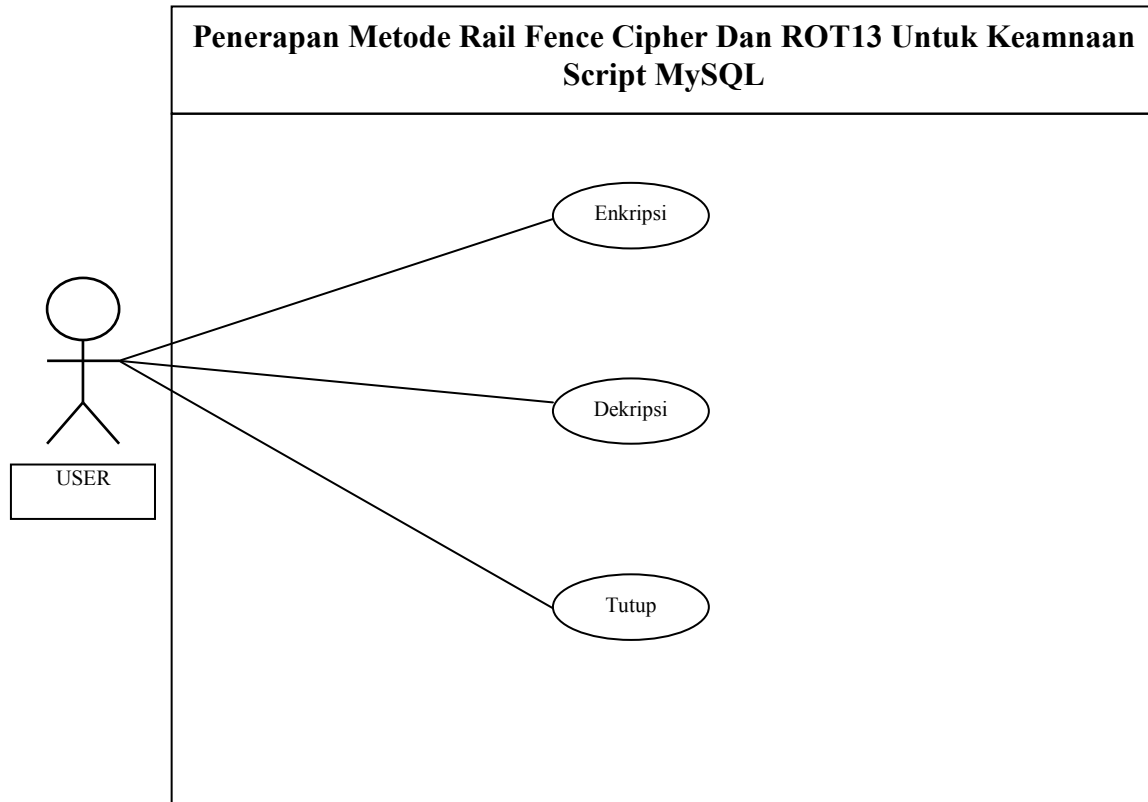 Penerapan Metode Rail Fence Cipher Dan ROT13 Untuk Keamnaan
Script MySQL
Enkripsi
Dekripsi
USER
Tutup